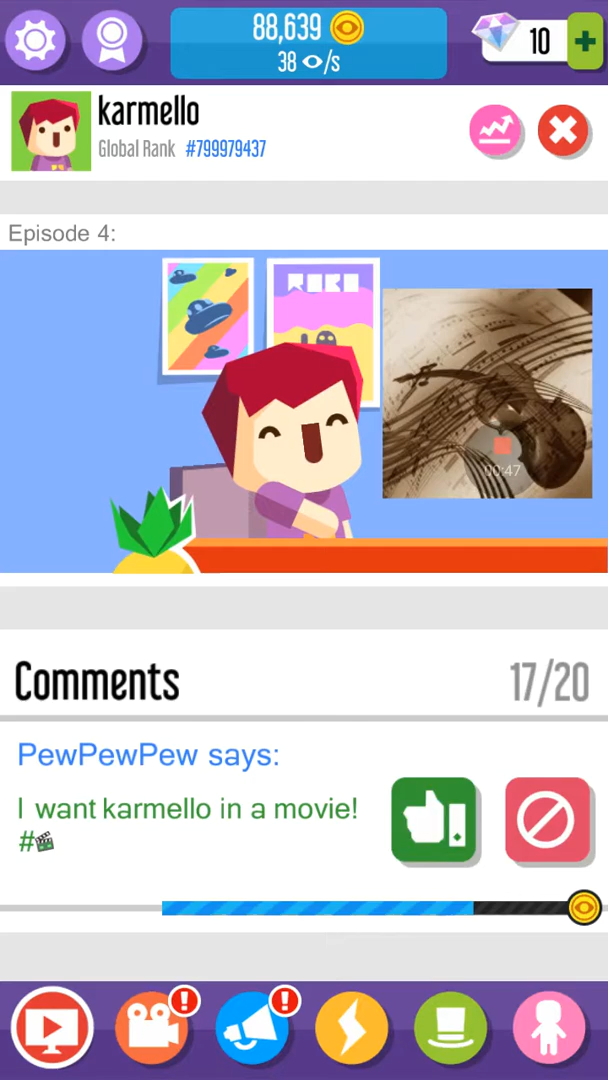 88,639
10
38 /s
karmello
Global Rank #799979437
Episode 4:
ROKO
00:47
Comments 17/20
PewPewPew says:
I want karmello in a movie!
#🎬